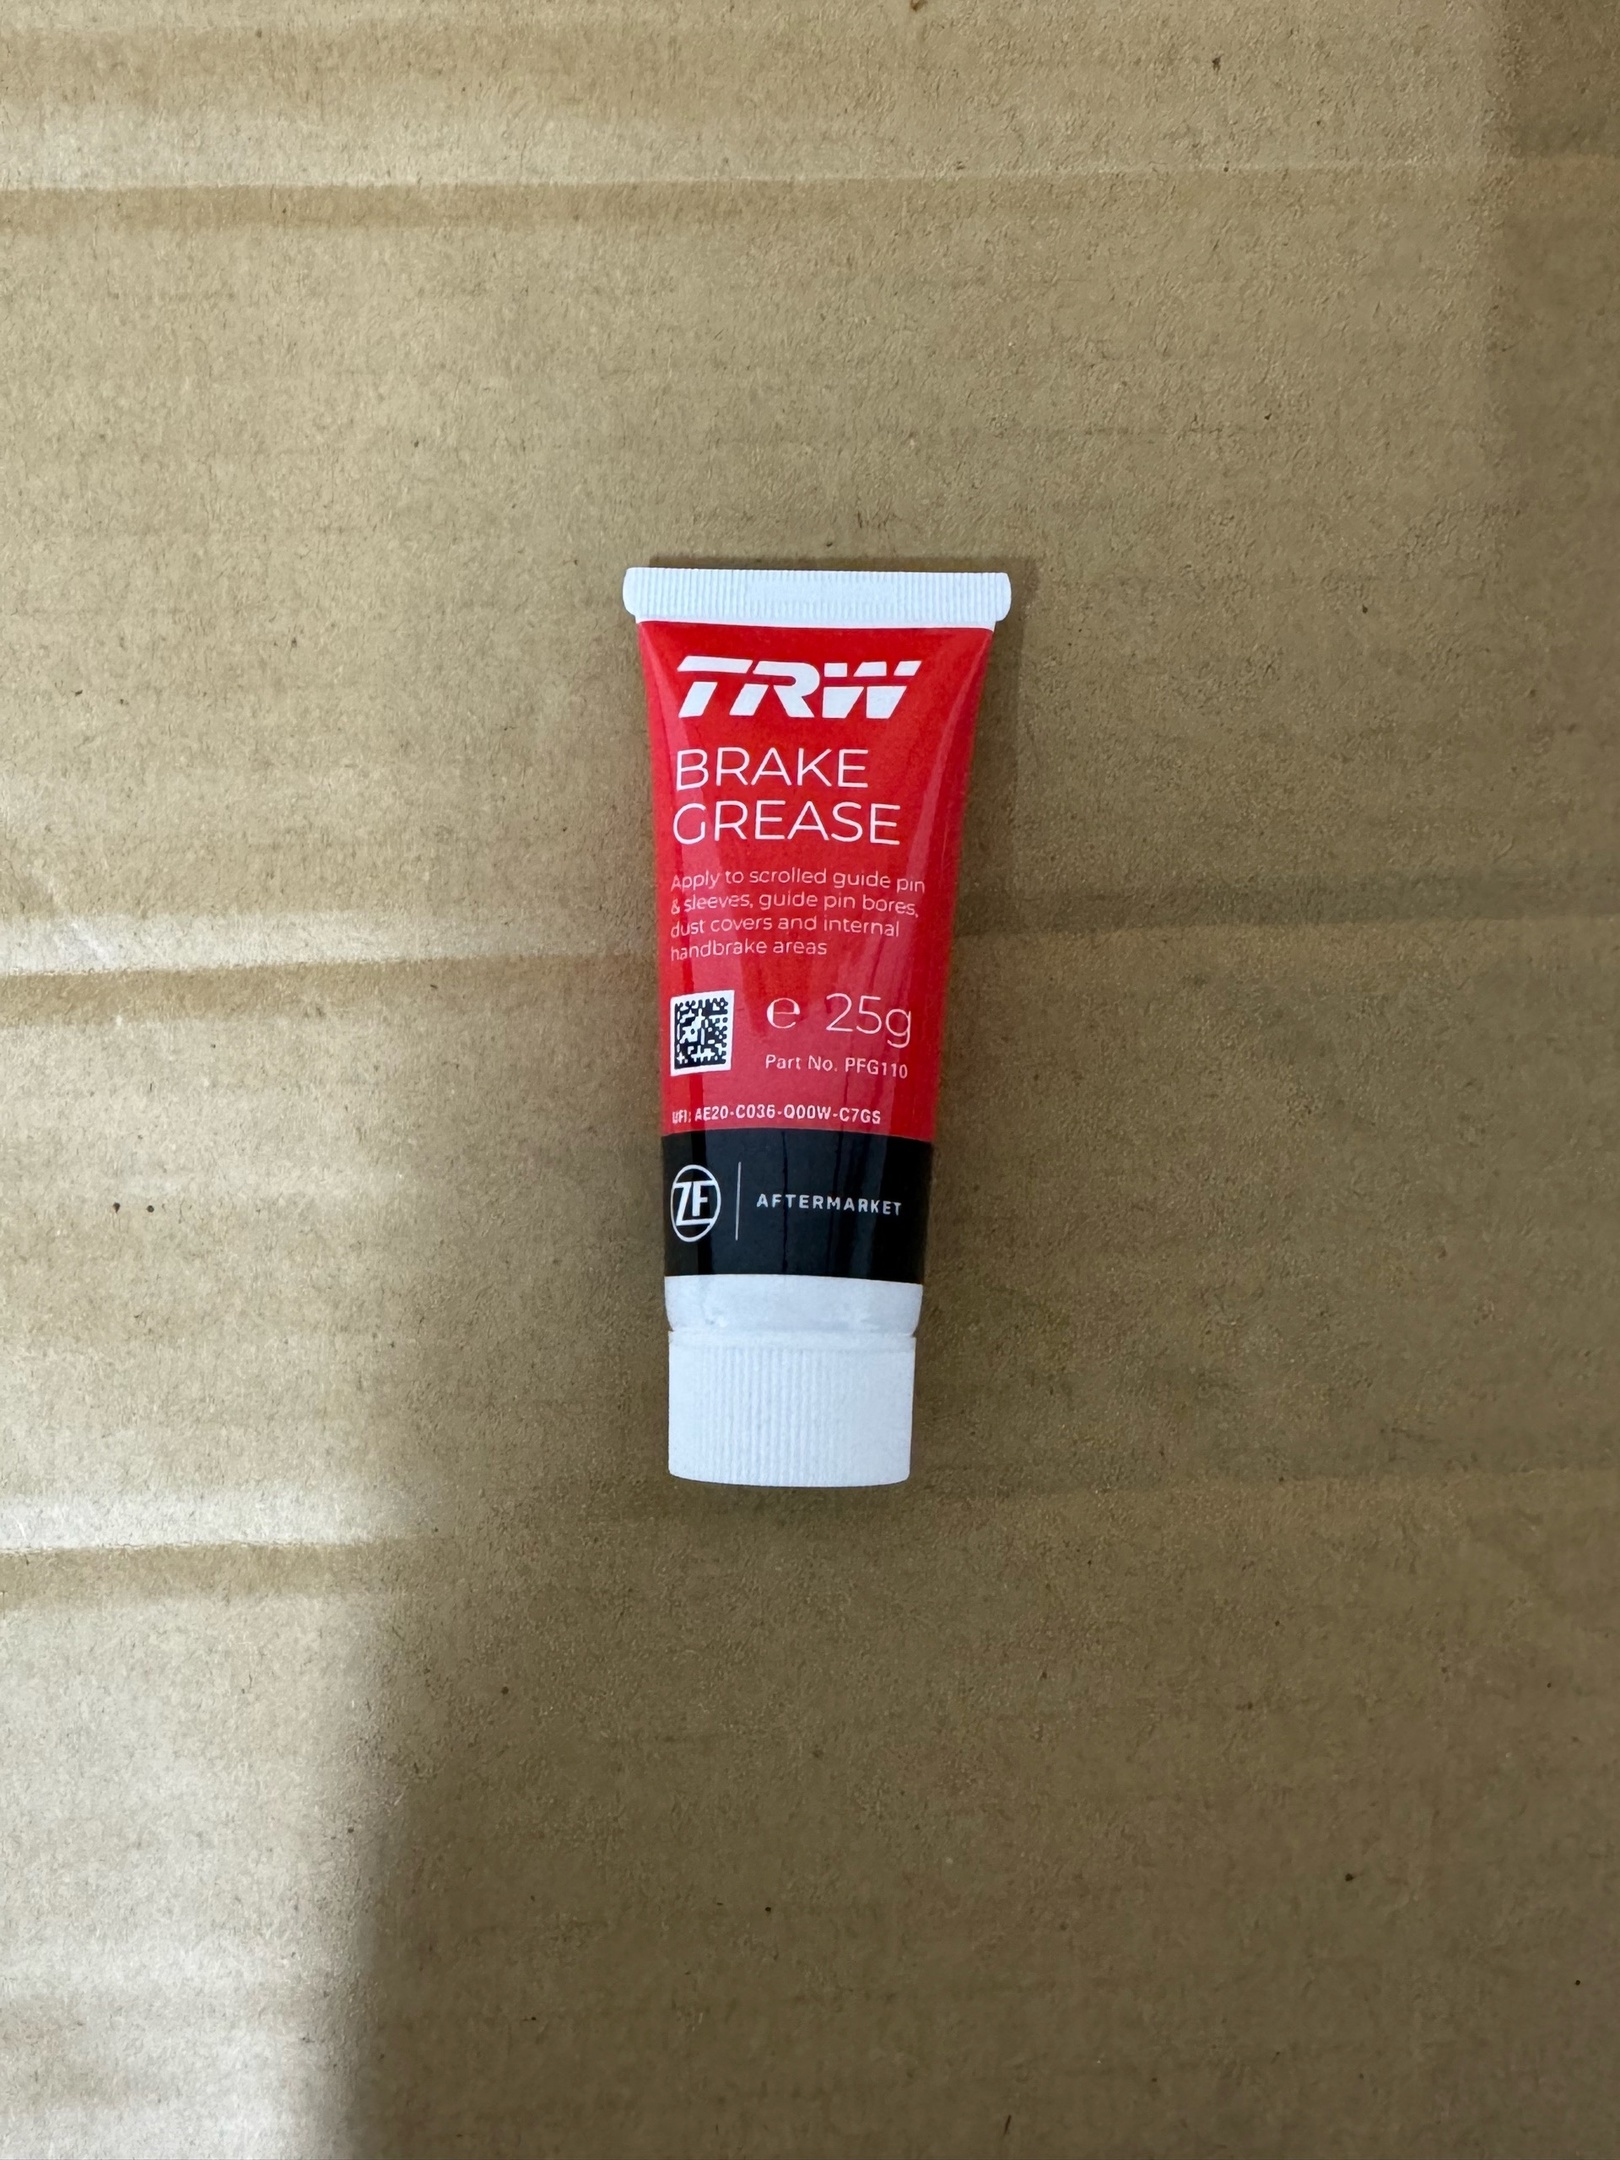 TRW
BRAKE
GREASE
Apply to scrolled guide pin
& sleeves, guide pin bores,
dust covers and internal
handbrake areas
e 25g
Part No. PFG110
UFI: AE20-C036-Q00W-C7GS
ZF AFTERMARKET